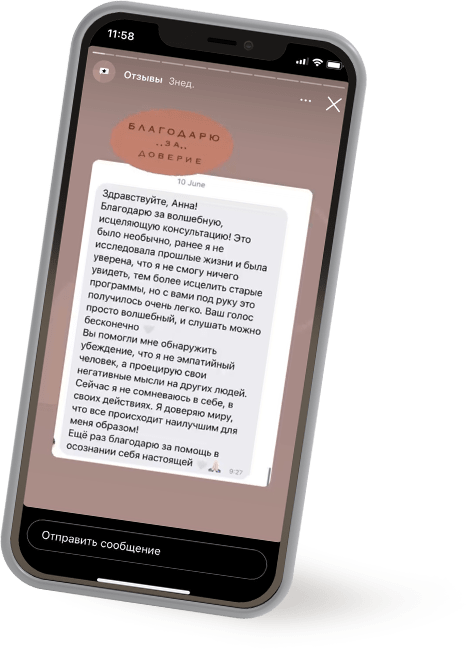 11:58
Отзывы 3нед.
БЛАГОДАРЮ
..ЗА..
ДОВЕРИЕ
10 June
Здравствуйте, Анна!
Благодарю за волшебную,
исцеляющую консультацию! Это
было необычно, ранее я не
исследовала прошлые жизни и была
уверена, что я не смогу ничего
увидеть, тем более исцелить старые
программы, но с вами под руку это
получилось очень легко. Ваш голос
просто волшебный, и слушать можно
бесконечно 🤍
Вы помогли мне обнаружить
убеждение, что я не эмпатийный
человек, а проецирую свои
негативные мысли на других людей.
Сейчас я не сомневаюсь в себе, в
своих действиях. Я доверяю миру,
что все происходит наилучшим для
меня образом!
Ещё раз благодарю за помощь в
осознании себя настоящей 🤍🙏🏻 9:27
Отправить сообщение